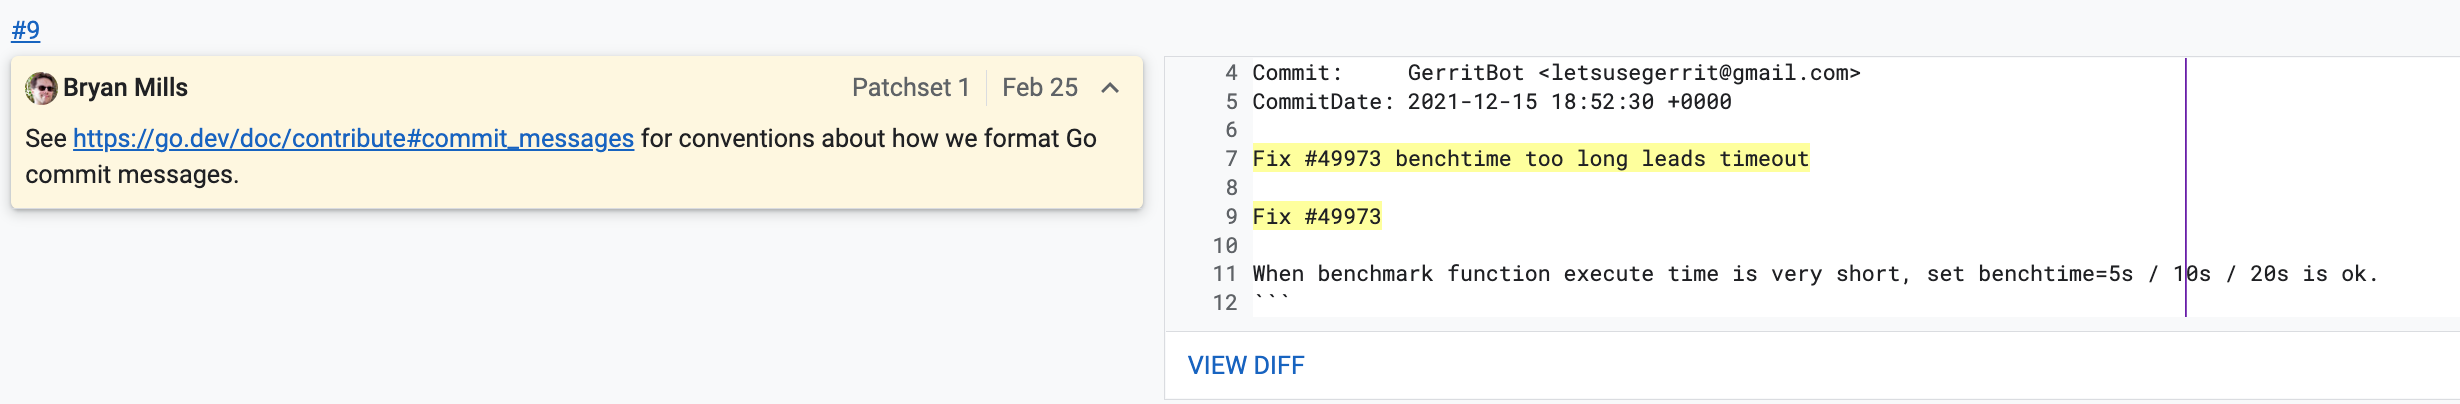 #9
Bryan Mills
Patchset 1
Feb 25
See https://go.dev/doc/contribute#commit_messages for conventions about how we format Go
commit messages.
4 Commit:     GerritBot <letsusegerrit@gmail.com>
5 CommitDate: 2021-12-15 18:52:30 +0000
6
7 Fix #49973 benchtime too long leads timeout
8
9 Fix #49973
10
11 When benchmark function execute time is very short, set benchtime=5s / 10s / 20s is ok.
12 ```
VIEW DIFF